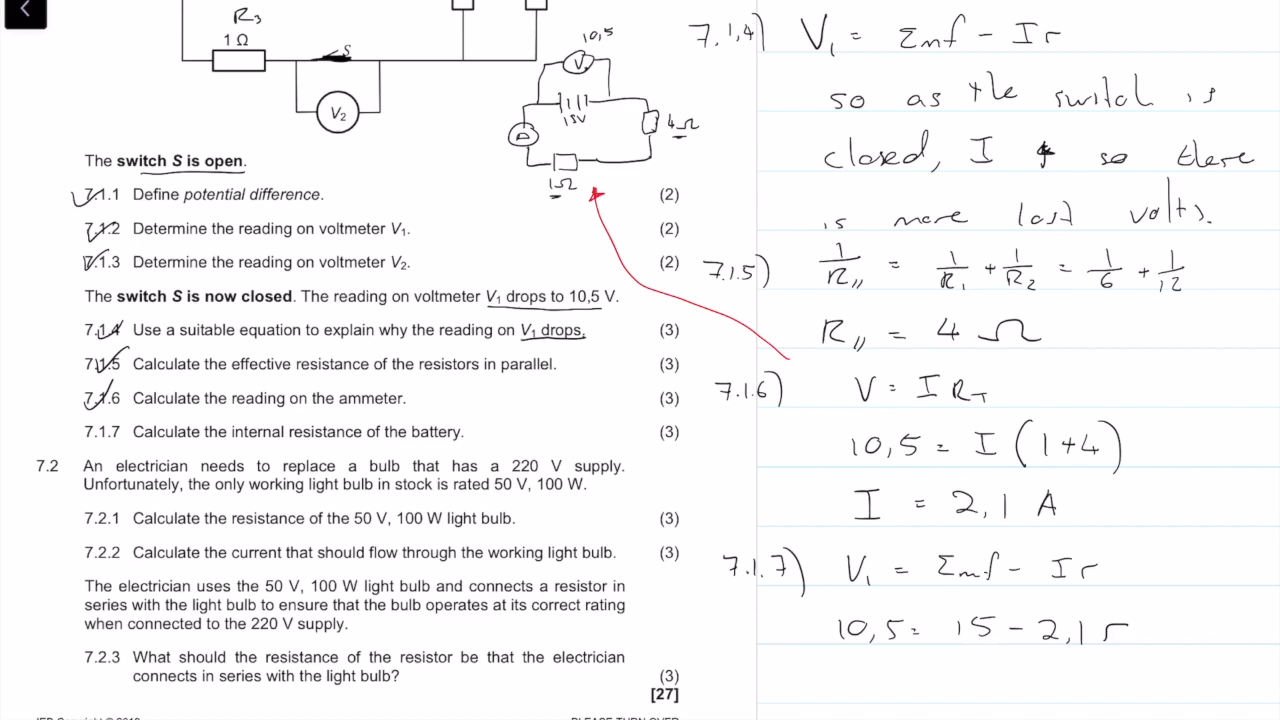 R3
1 Ω
S
V2
10,5
V
15V
4Ω
A
1Ω
The switch S is open.
7.1.1 Define potential difference. (2)
7.1.2 Determine the reading on voltmeter V1. (2)
7.1.3 Determine the reading on voltmeter V2. (2)
The switch S is now closed. The reading on voltmeter V1 drops to 10,5 V.
7.1.4 Use a suitable equation to explain why the reading on V1 drops. (3)
7.1.5 Calculate the effective resistance of the resistors in parallel. (3)
7.1.6 Calculate the reading on the ammeter. (3)
7.1.7 Calculate the internal resistance of the battery. (3)
7.2 An electrician needs to replace a bulb that has a 220 V supply.
Unfortunately, the only working light bulb in stock is rated 50 V, 100 W.
7.2.1 Calculate the resistance of the 50 V, 100 W light bulb. (3)
7.2.2 Calculate the current that should flow through the working light bulb. (3)
The electrician uses the 50 V, 100 W light bulb and connects a resistor in
series with the light bulb to ensure that the bulb operates at its correct rating
when connected to the 220 V supply.
7.2.3 What should the resistance of the resistor be that the electrician
connects in series with the light bulb? (3)
[27]
7.1,4) V1 = Emf - Ir
so as the switch is
closed, I ↑ so there
is more lost volts.
7.1.5) 1/R// = 1/R1 + 1/R2 = 1/6 + 1/12
R// = 4 Ω
7.1.6) V = I RT
10,5 = I (1+4)
I = 2,1 A
7.1.7) V1 = Emf - Ir
10,5 = 15 - 2,1 r